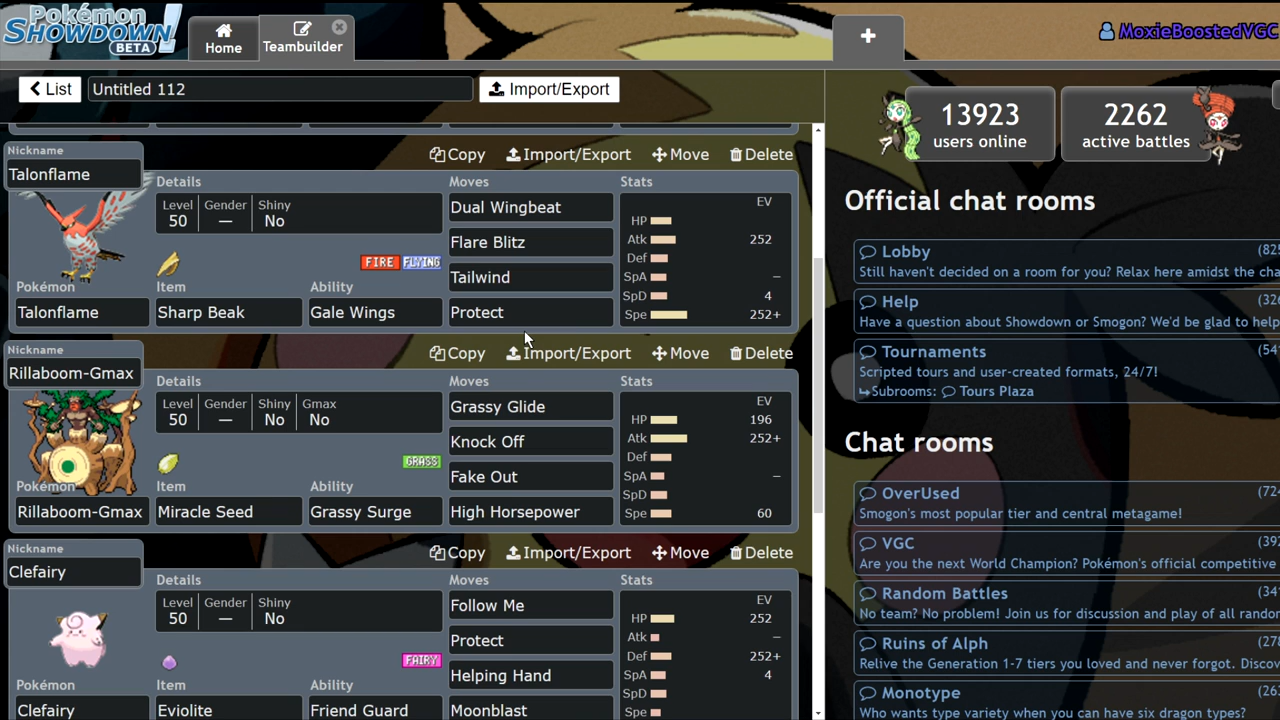 Pokémon
SHOWDOWN!
BETA
Home
Teambuilder
+
MoxieBoostedVGC
List
Untitled 112
Import/Export
13923
users online
2262
active battles
Nickname
Talonflame
Copy
Import/Export
Move
Delete
Details
Moves
Stats
Level
50
Gender
—
Shiny
No
Dual Wingbeat
Flare Blitz
Tailwind
Protect
EV
HP
Atk 252
Def
SpA –
SpD 4
Spe 252+
FIRE FLYING
Pokémon
Talonflame
Item
Sharp Beak
Ability
Gale Wings
Nickname
Rillaboom-Gmax
Copy
Import/Export
Move
Delete
Details
Moves
Stats
Level
50
Gender
—
Shiny
No
Gmax
No
Grassy Glide
Knock Off
Fake Out
High Horsepower
EV
HP 196
Atk 252+
Def
SpA –
SpD
Spe 60
GRASS
Pokémon
Rillaboom-Gmax
Item
Miracle Seed
Ability
Grassy Surge
Nickname
Clefairy
Copy
Import/Export
Move
Delete
Details
Moves
Stats
Level
50
Gender
—
Shiny
No
Follow Me
Protect
Helping Hand
Moonblast
EV
HP 252
Atk –
Def 252+
SpA 4
SpD
Spe
FAIRY
Pokémon
Clefairy
Item
Eviolite
Ability
Friend Guard
Official chat rooms
Lobby (825
Still haven't decided on a room for you? Relax here amidst the cha
Help (326
Have a question about Showdown or Smogon? We'd be glad to help
Tournaments (541
Scripted tours and user-created formats, 24/7!
Subrooms: Tours Plaza
Chat rooms
OverUsed (724
Smogon's most popular tier and central metagame!
VGC (392
Are you the next World Champion? Pokémon's official competitive
Random Battles (341
No team? No problem! Join us for discussion and play of all random
Ruins of Alph (278
Relive the Generation 1-7 tiers you loved and never forgot. Discov
Monotype
Who wants type variety when you can have six dragon types?